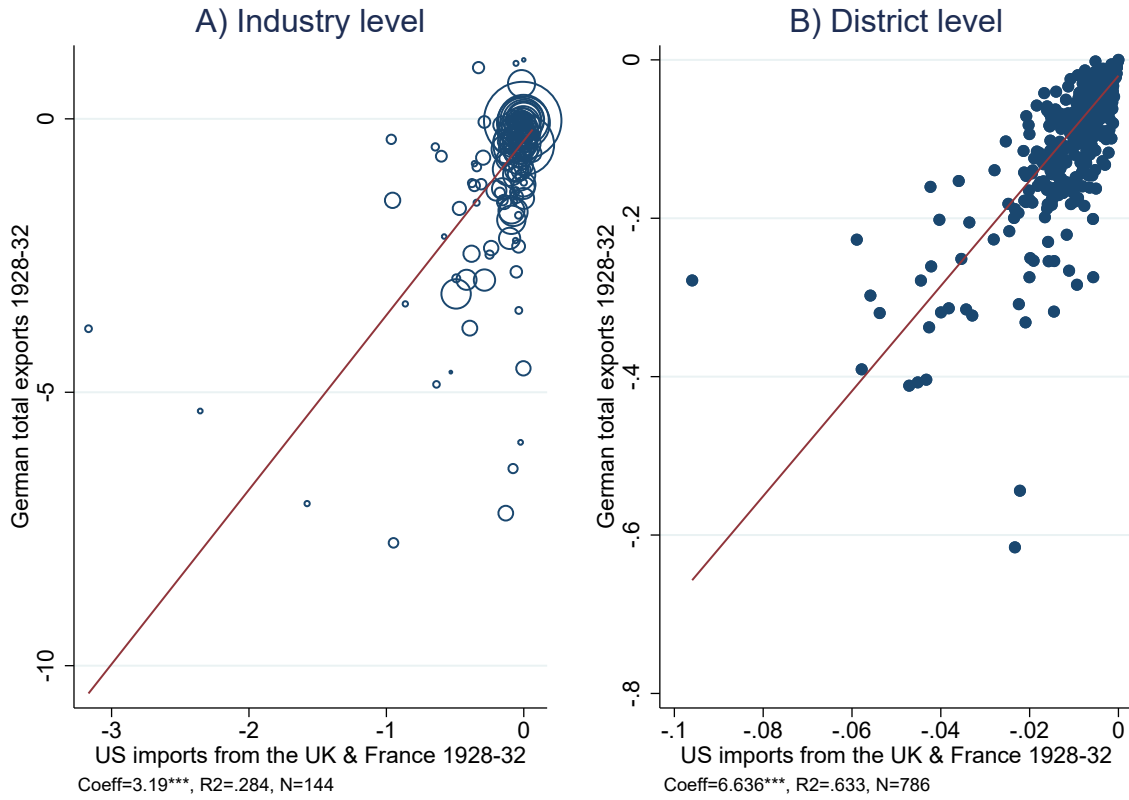 A) Industry level
German total exports 1928-32
0
-5
-10
-3
-2
-1
0
US imports from the UK & France 1928-32
Coeff=3.19***, R2=.284, N=144
B) District level
German total exports 1928-32
0
-.2
-.4
-.6
-.8
-.1
-.08
-.06
-.04
-.02
0
US imports from the UK & France 1928-32
Coeff=6.636***, R2=.633, N=786